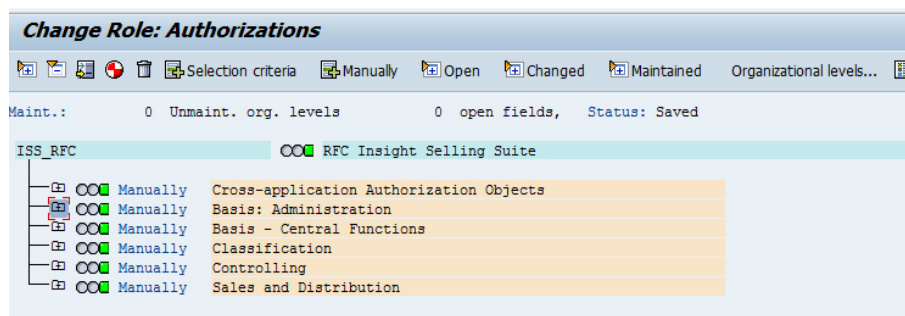 Change Role: Authorizations
Selection criteria Manually Open Changed Maintained Organizational levels...
Maint.: 0 Unmaint. org. levels 0 open fields, Status: Saved
ISS_RFC RFC Insight Selling Suite
Manually Cross-application Authorization Objects
Manually Basis: Administration
Manually Basis - Central Functions
Manually Classification
Manually Controlling
Manually Sales and Distribution